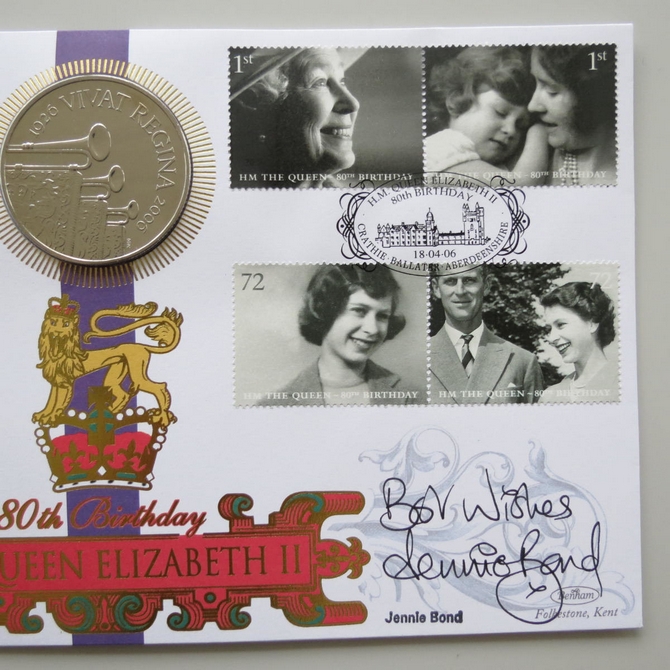 1926 VIVAT REGINA 2006
1st
1st
HM THE QUEEN · 80TH BIRTHDAY
THE QUEEN - 80TH BIRTHDAY
H.M. QUEEN ELIZABETH II
80th BIRTHDAY
18-04-06
CRATHIE · BALLATER · ABERDEENSHIRE
72
72
HM THE QUEEN - 80TH BIRTHDAY
HM THE QUEEN - 80TH BIRTHDAY
80th Birthday
UEEN ELIZABETH II
Best Wishes
Jennie Bond
x
Jennie Bond
Benham
Folkestone, Kent